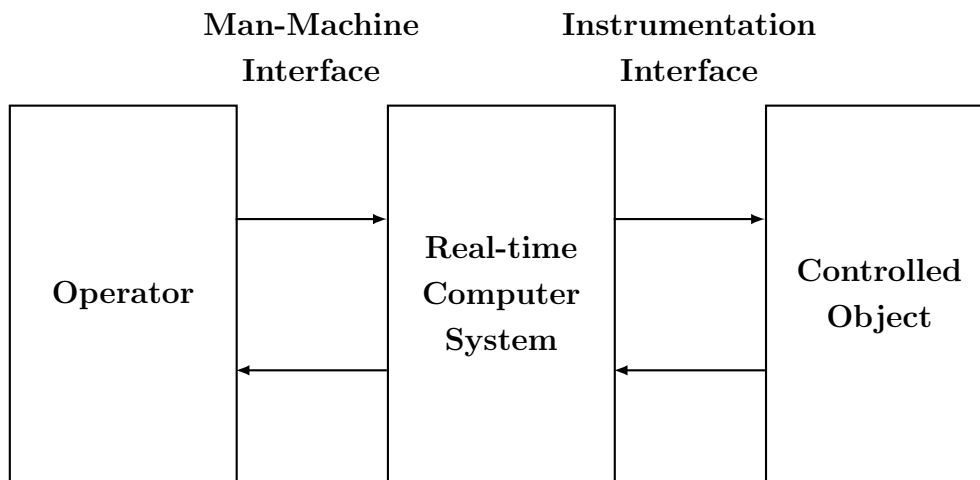 Man-Machine
Interface
Instrumentation
Interface
Operator
Real-time
Computer
System
Controlled
Object